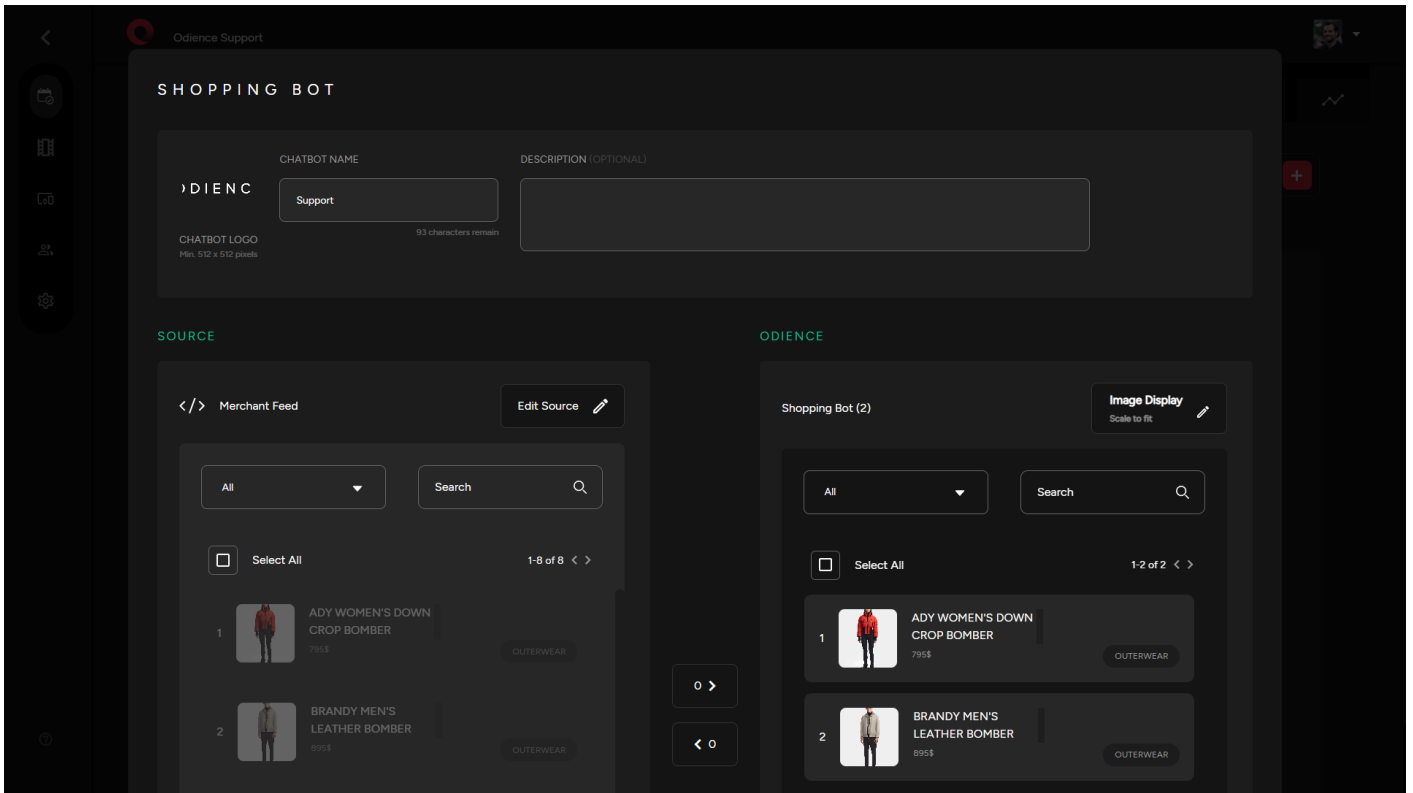 Odience Support
SHOPPING BOT
CHATBOT NAME
DESCRIPTION (OPTIONAL)
DIENC
Support
93 characters remain
CHATBOT LOGO
Min. 512 x 512 pixels
SOURCE
ODIENCE
</> Merchant Feed
Edit Source
Shopping Bot (2)
Image Display
Scale to fit
All
Search
All
Search
Select All
1-8 of 8 < >
Select All
1-2 of 2 < >
1
ADY WOMEN'S DOWN
CROP BOMBER
795$
OUTERWEAR
2
BRANDY MEN'S
LEATHER BOMBER
895$
OUTERWEAR
0 >
< 0
1
ADY WOMEN'S DOWN
CROP BOMBER
795$
OUTERWEAR
2
BRANDY MEN'S
LEATHER BOMBER
895$
OUTERWEAR